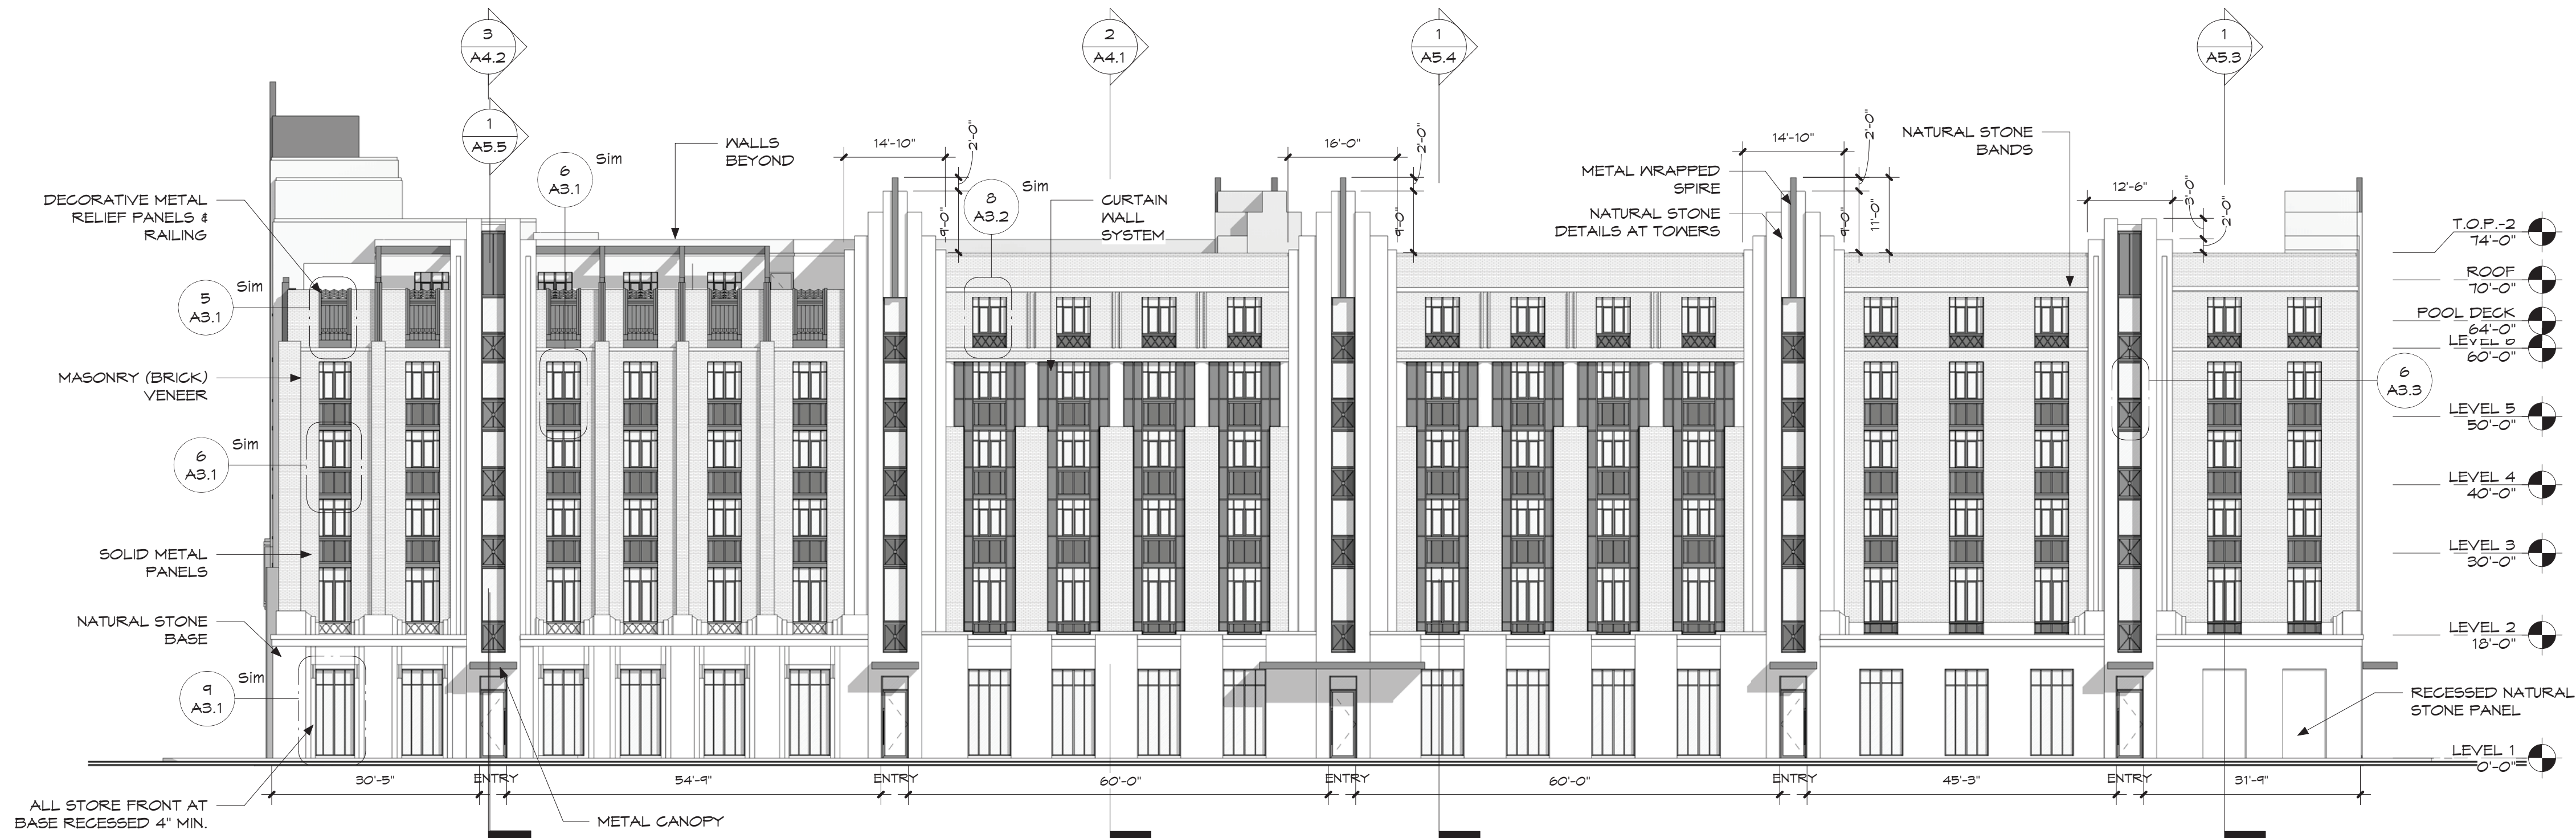 3
A4.2
2
A4.1
1
A5.4
1
A5.3
1
A5.5
WALLS
BEYOND
14'-10"
2'-0"
16'-0"
2'-0"
14'-10"
2'-0"
NATURAL STONE
BANDS
6
A3.1
Sim
METAL WRAPPED
SPIRE
DECORATIVE METAL
RELIEF PANELS &
RAILING
8
A3.2
Sim
CURTAIN
WALL
SYSTEM
9'-0"
9'-0"
NATURAL STONE
DETAILS AT TOWERS
9'-0"
11'-0"
12'-6"
3'-0"
2'-0"
T.O.P.-2
74'-0"
ROOF
70'-0"
POOL DECK
64'-0"
LEVEL 6
60'-0"
5
A3.1
Sim
MASONRY (BRICK)
VENEER
6
A3.3
LEVEL 5
50'-0"
6
A3.1
Sim
LEVEL 4
40'-0"
SOLID METAL
PANELS
LEVEL 3
30'-0"
NATURAL STONE
BASE
LEVEL 2
18'-0"
9
A3.1
Sim
RECESSED NATURAL
STONE PANEL
LEVEL 1
0'-0"
30'-5"
ENTRY
54'-9"
ENTRY
60'-0"
ENTRY
60'-0"
ENTRY
45'-3"
ENTRY
31'-9"
ALL STORE FRONT AT
BASE RECESSED 4" MIN.
METAL CANOPY